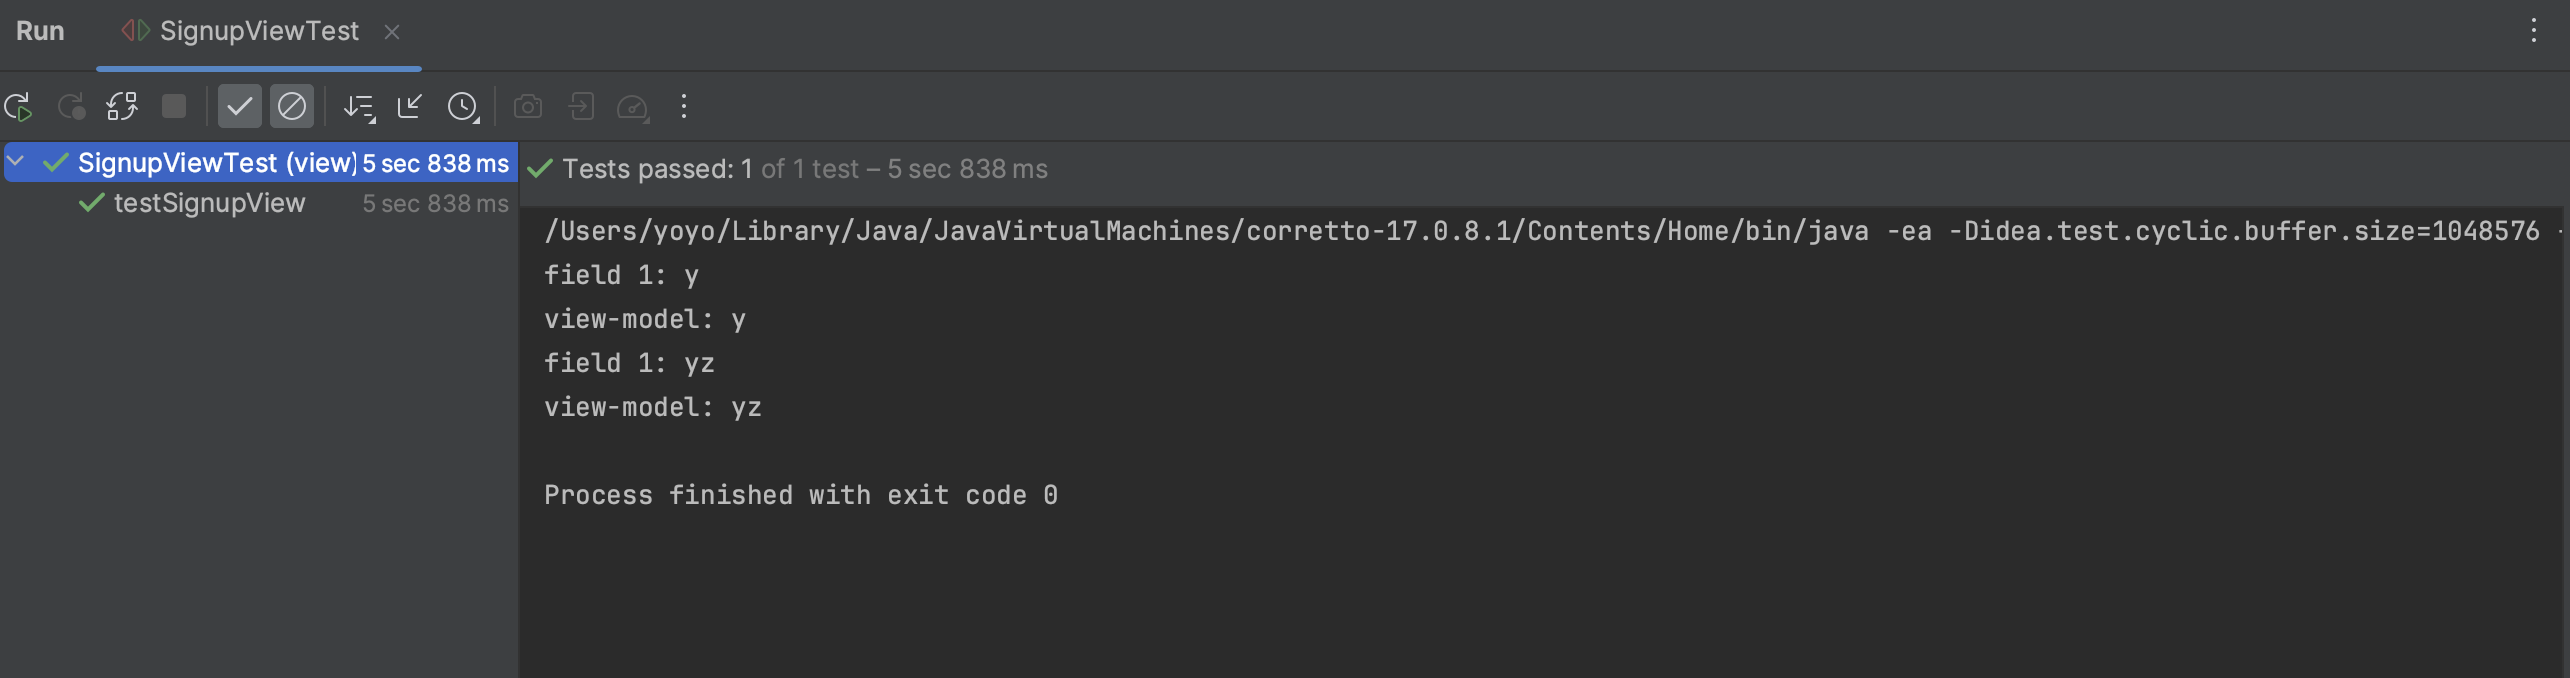 Run SignupViewTest
SignupViewTest (view) 5 sec 838 ms
testSignupView 5 sec 838 ms
Tests passed: 1 of 1 test – 5 sec 838 ms
/Users/yoyo/Library/Java/JavaVirtualMachines/corretto-17.0.8.1/Contents/Home/bin/java -ea -Didea.test.cyclic.buffer.size=1048576 -
field 1: y
view-model: y
field 1: yz
view-model: yz
Process finished with exit code 0